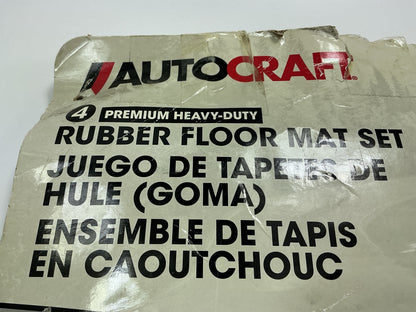 AUTOCRAFT
4 PREMIUM HEAVY-DUTY
RUBBER FLOOR MAT SET
JUEGO DE TAPETES DE
HULE (GOMA)
ENSEMBLE DE TAPIS
EN CAOUTCHOUC